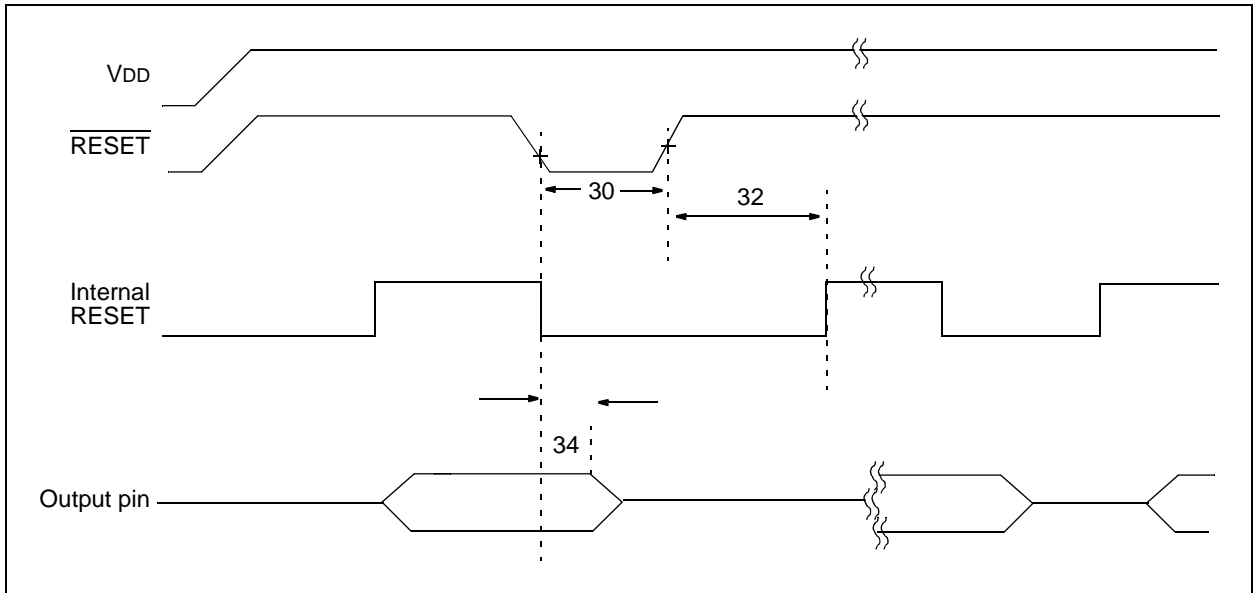 VDD
RESET
30
32
Internal
RESET
34
Output pin